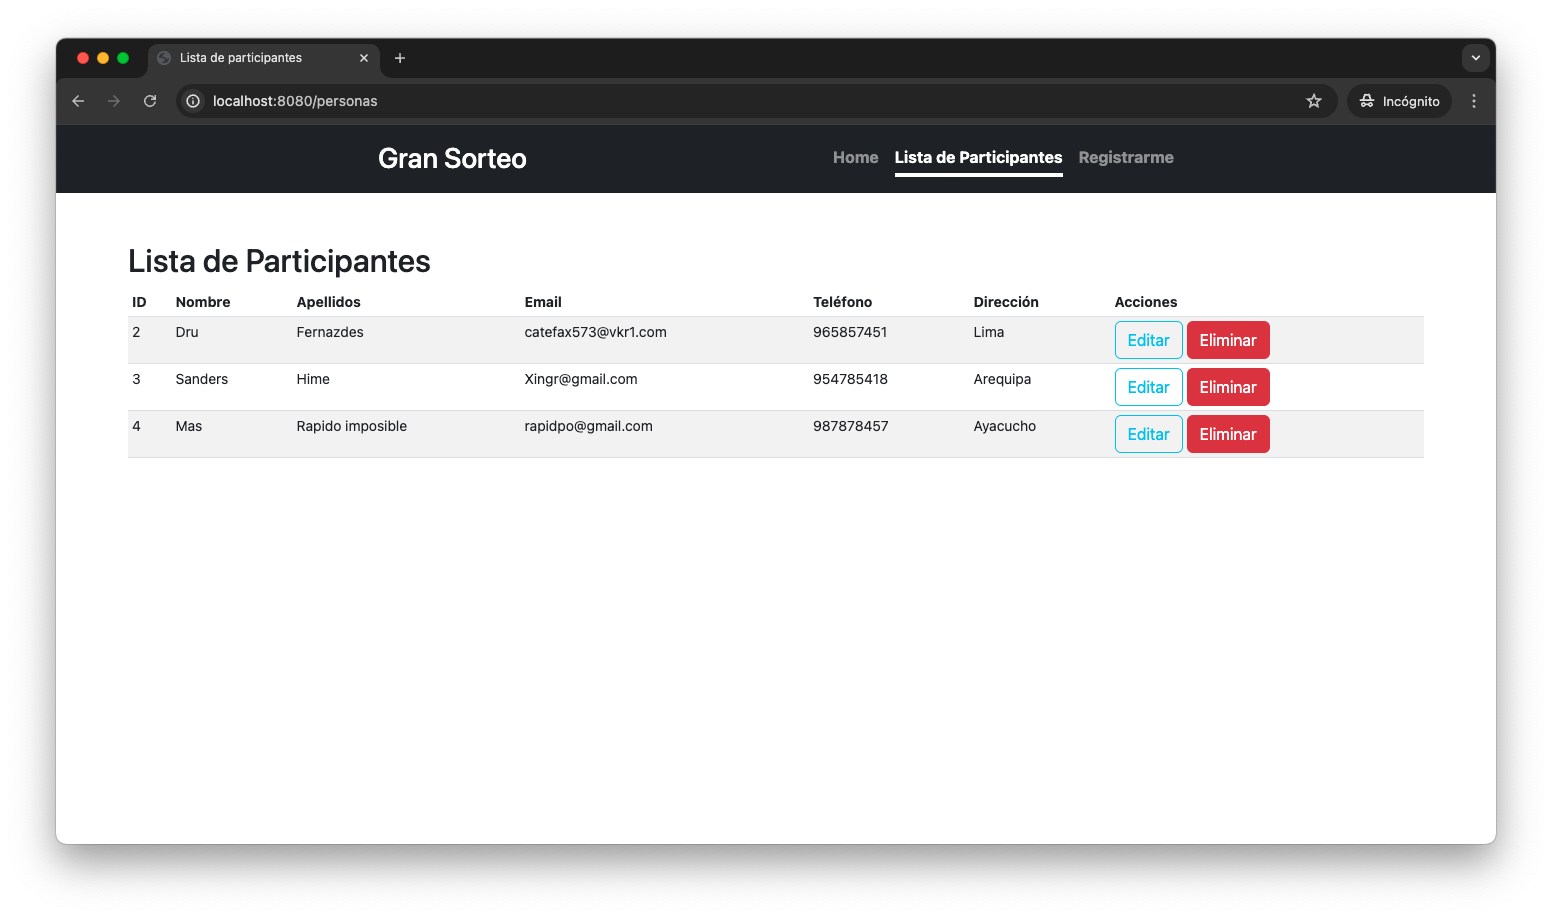 Lista de participantes
localhost:8080/personas
Incógnito
Gran Sorteo
Home Lista de Participantes Registrarme
Lista de Participantes
ID Nombre Apellidos Email Teléfono Dirección Acciones
2 Dru Fernazdes catefax573@vkr1.com 965857451 Lima Editar Eliminar
3 Sanders Hime Xingr@gmail.com 954785418 Arequipa Editar Eliminar
4 Mas Rapido imposible rapidpo@gmail.com 987878457 Ayacucho Editar Eliminar